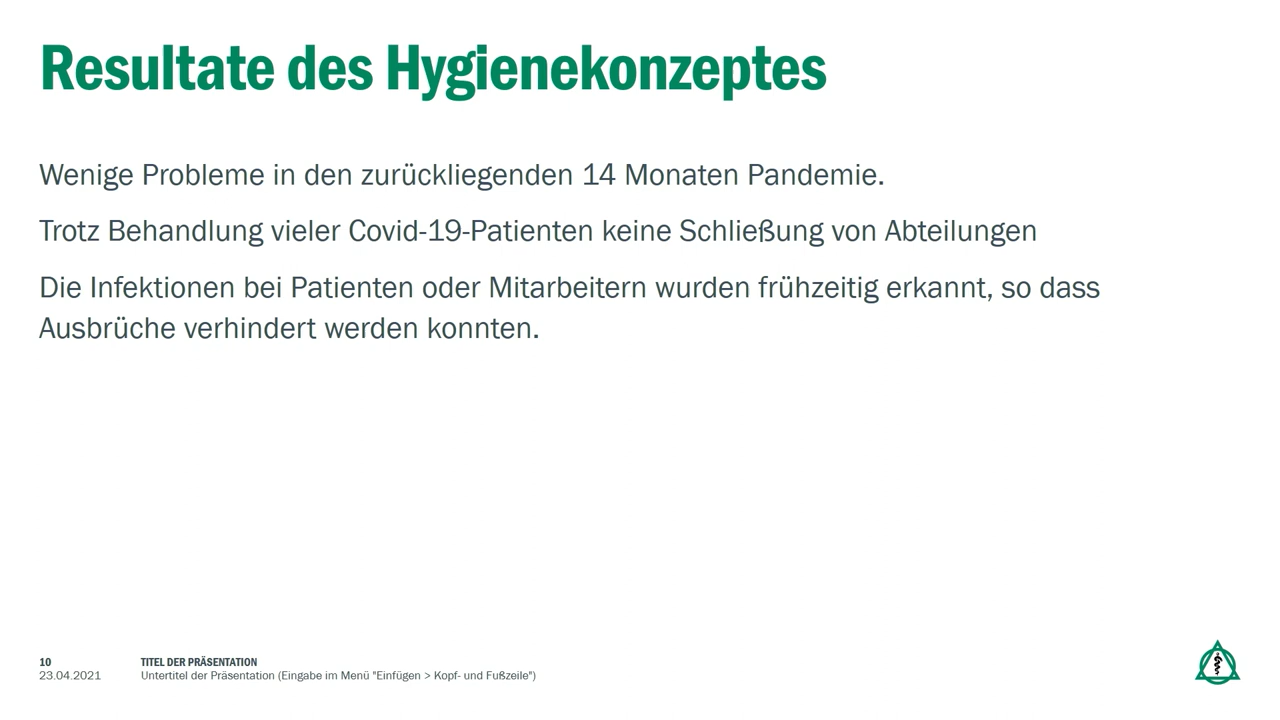 Resultate des Hygienekonzeptes
Wenige Probleme in den zurückliegenden 14 Monaten Pandemie.
Trotz Behandlung vieler Covid-19-Patienten keine Schließung von Abteilungen
Die Infektionen bei Patienten oder Mitarbeitern wurden frühzeitig erkannt, so dass
Ausbrüche verhindert werden konnten.
10
23.04.2021
TITEL DER PRÄSENTATION
Untertitel der Präsentation (Eingabe im Menü "Einfügen > Kopf- und Fußzeile")